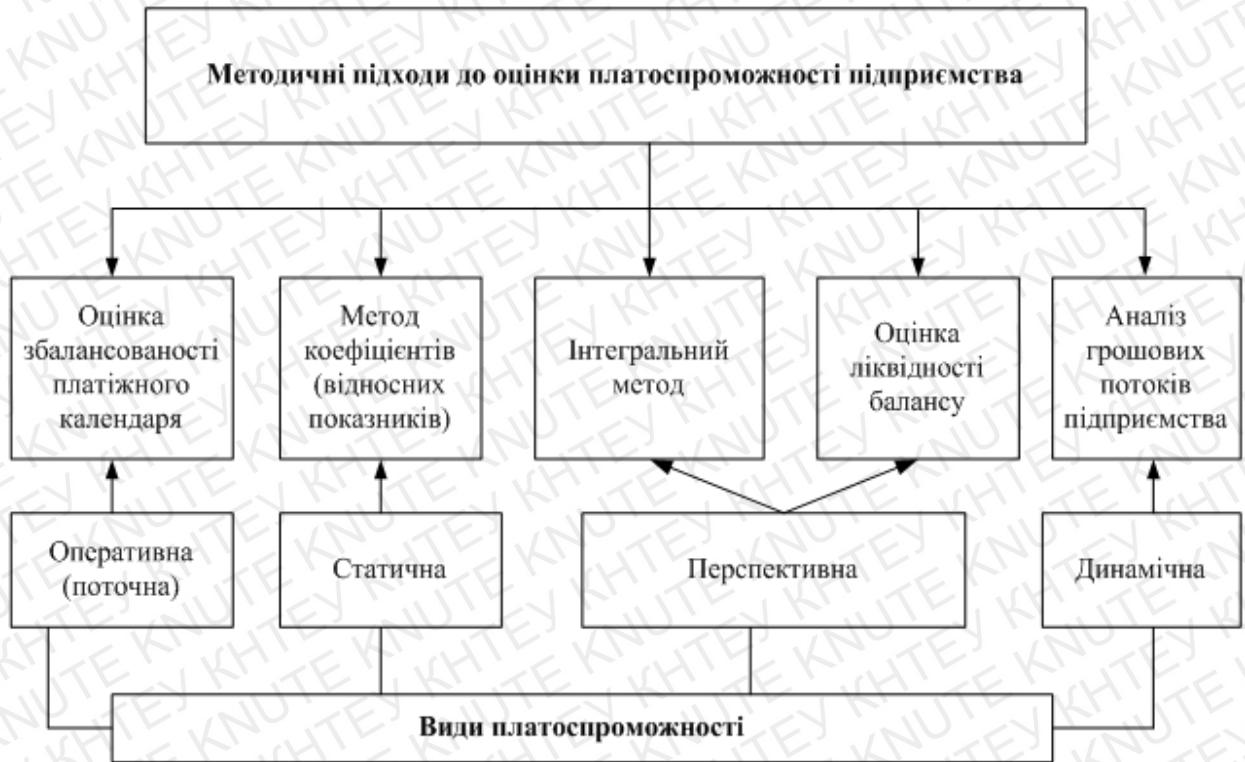 Методичні підходи до оцінки платоспроможності підприємства
Оцінка
збалансованості
платіжного
календаря
Метод
коефіцієнтів
(відносних
показників)
Інтегральний
метод
Оцінка
ліквідності
балансу
Аналіз
грошових
потоків
підприємства
Оперативна
(поточна)
Статична
Перспективна
Динамічна
Види платоспроможності